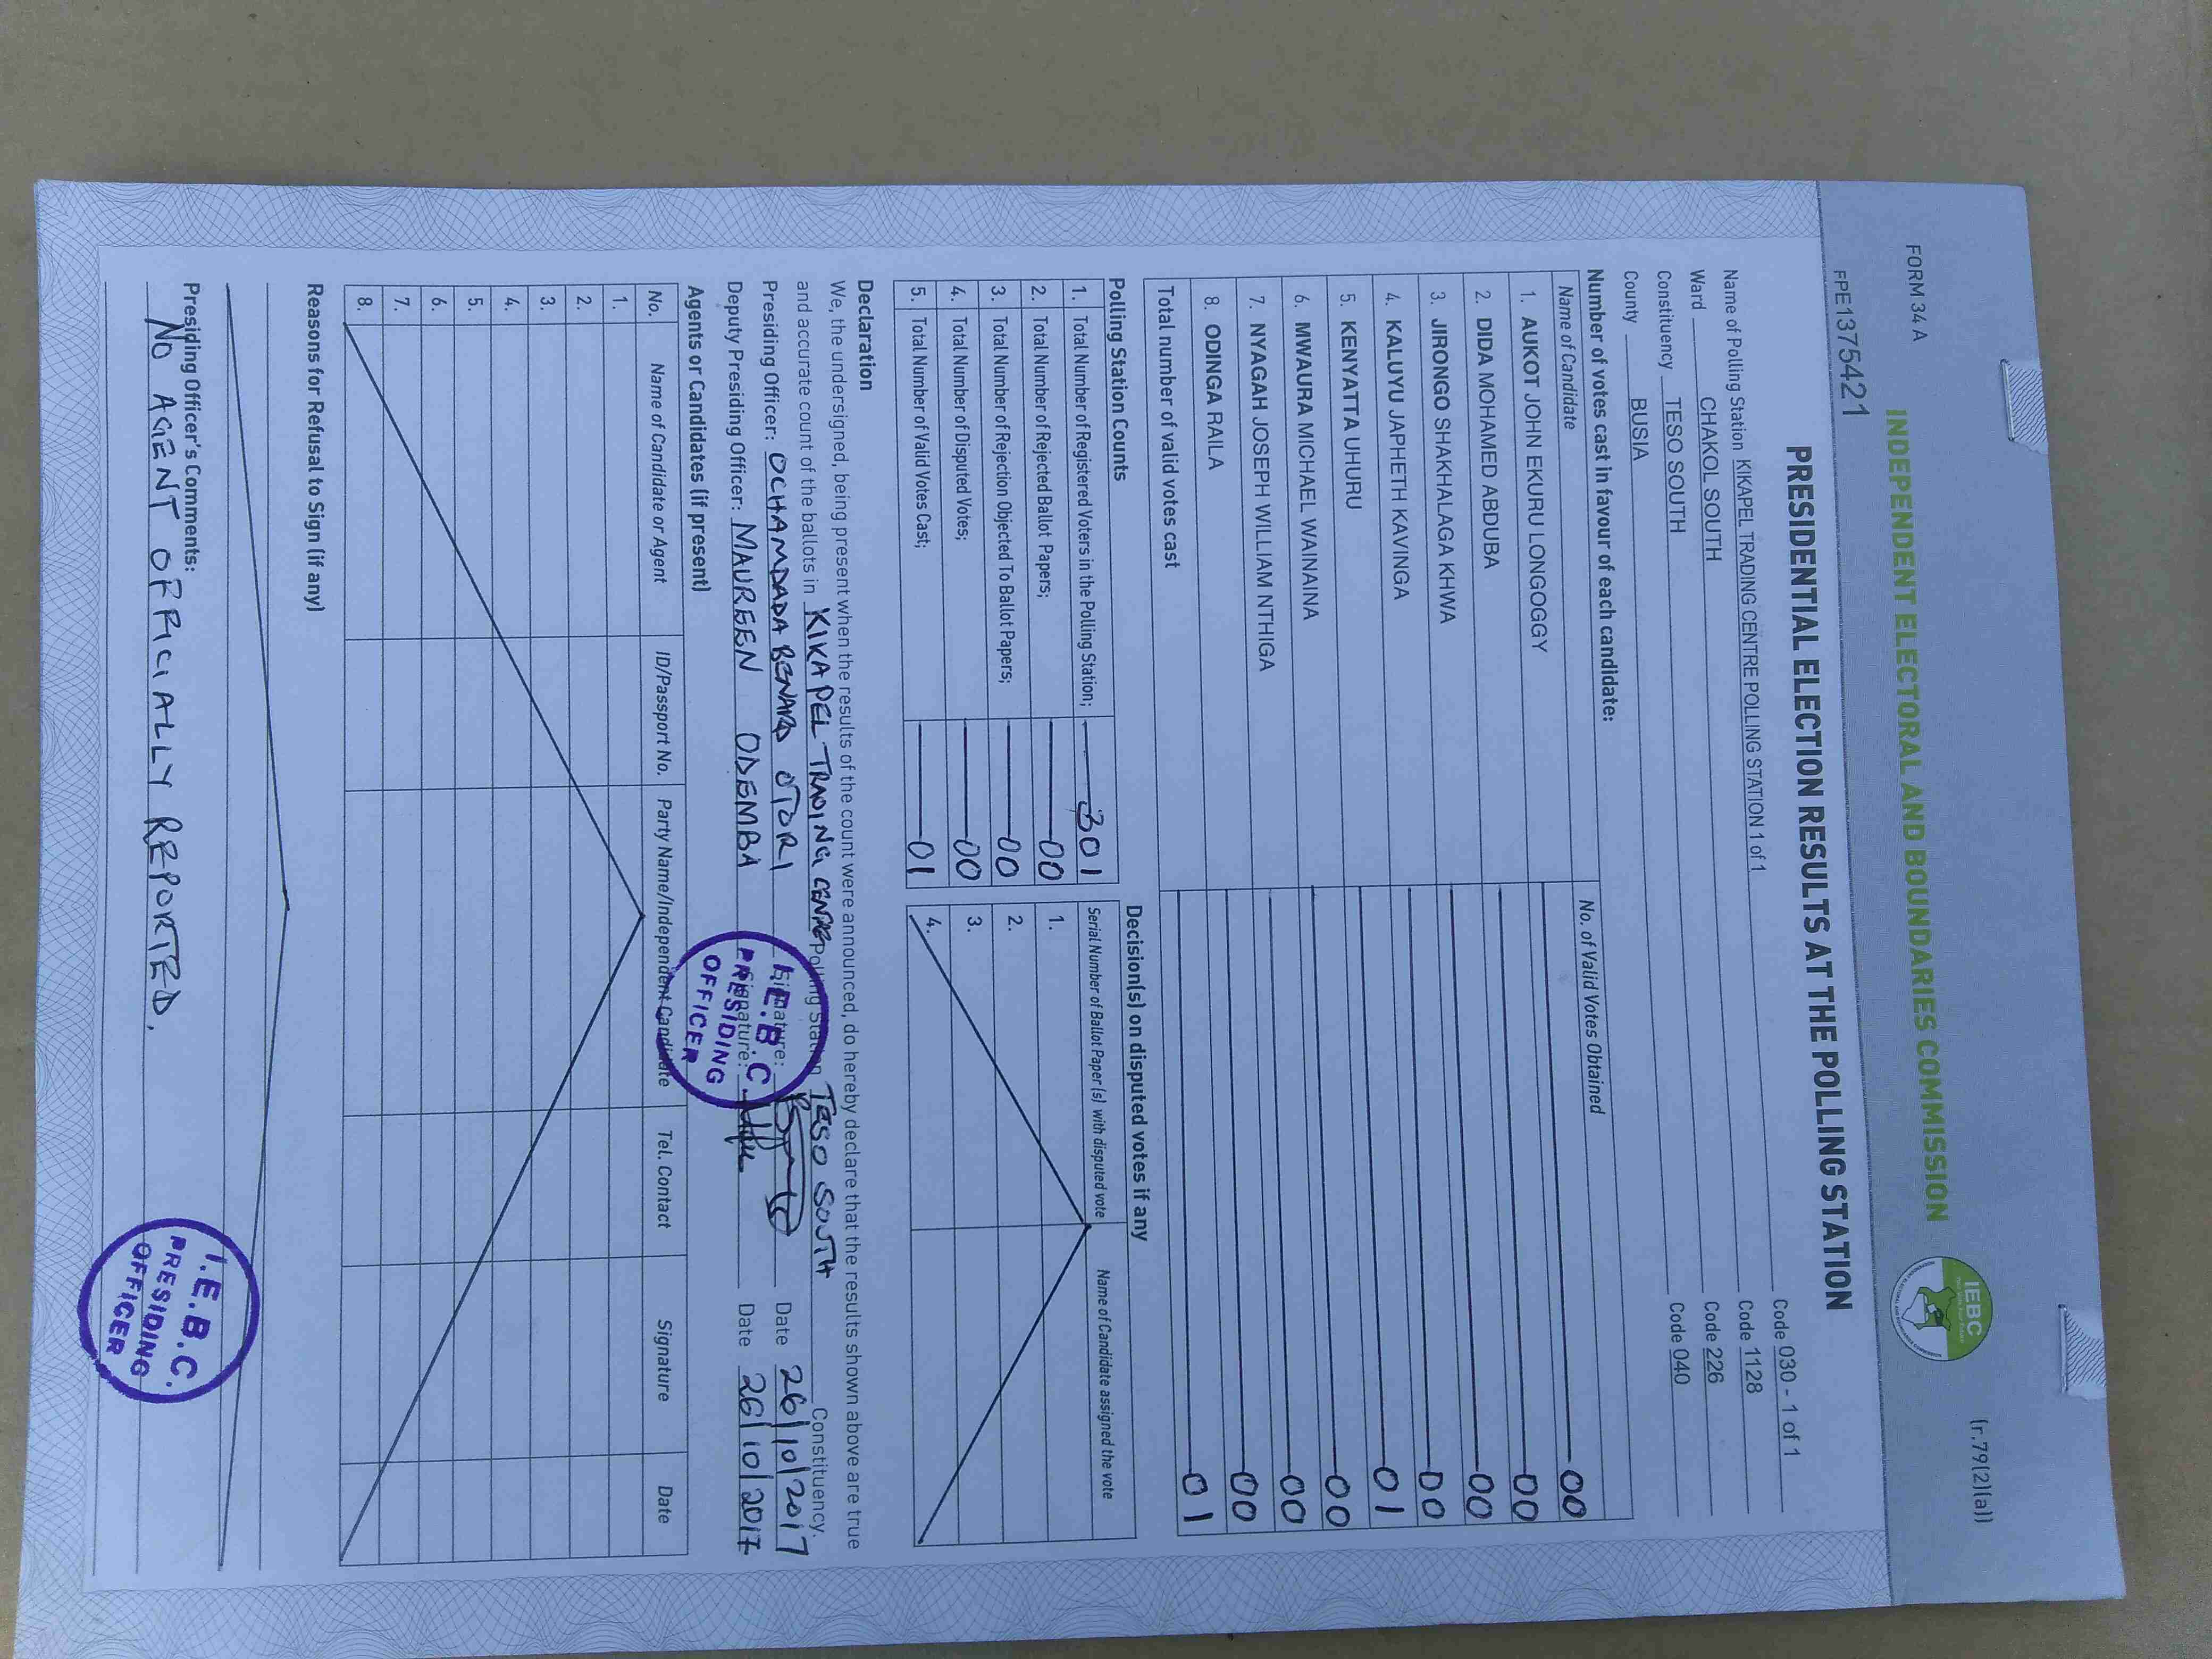 FORM 34 A
(r.79(2)(a))
INDEPENDENT ELECTORAL AND BOUNDARIES COMMISSION
IEBC
FPE1375421
PRESIDENTIAL ELECTION RESULTS AT THE POLLING STATION
Name of Polling Station KIKAPEL TRADING CENTRE POLLING STATION 1 of 1 Code 030 - 1 of 1
Ward CHAKOL SOUTH Code 1128
Constituency TESO SOUTH Code 226
County BUSIA Code 040
Number of votes cast in favour of each candidate:
Name of Candidate No. of Valid Votes Obtained
1. AUKOT JOHN EKURU LONGOGGY 00
2. DIDA MOHAMED ABDUBA 00
3. JIRONGO SHAKHALAGA KHWA 00
4. KALUYU JAPHETH KAVINGA 00
5. KENYATTA UHURU 01
6. MWAURA MICHAEL WAINAINA 00
7. NYAGAH JOSEPH WILLIAM NTHIGA 00
8. ODINGA RAILA 00
Total number of valid votes cast 01
Polling Station Counts
1. Total Number of Registered Voters in the Polling Station; 301
2. Total Number of Rejected Ballot Papers; 00
3. Total Number of Rejection Objected To Ballot Papers; 00
4. Total Number of Disputed Votes; 00
5. Total Number of Valid Votes Cast; 01
Decision(s) on disputed votes if any
Serial Number of Ballot Paper (s) with disputed vote Name of Candidate assigned the vote
1.
2.
3.
4.
Declaration
We, the undersigned, being present when the results of the count were announced, do hereby declare that the results shown above are true
and accurate count of the ballots in KIKAPEL TRADING CENTRE Polling Station TESO SOUTH Constituency.
Presiding Officer: OCHAMDADA BENARD OTORI Signature: Date 26/10/2017
Deputy Presiding Officer: MAUREEN ODEMBA Signature: Date 26/10/2017
I.E.B.C.
PRESIDING
OFFICER
Agents or Candidates (if present)
No. Name of Candidate or Agent ID/Passport No. Party Name/Independent Candidate Tel. Contact Signature Date
1.
2.
3.
4.
5.
6.
7.
8.
Reasons for Refusal to Sign (if any)
Presiding Officer's Comments:
NO AGENT OFFICIALLY REPORTED.
I.E.B.C.
PRESIDING
OFFICER